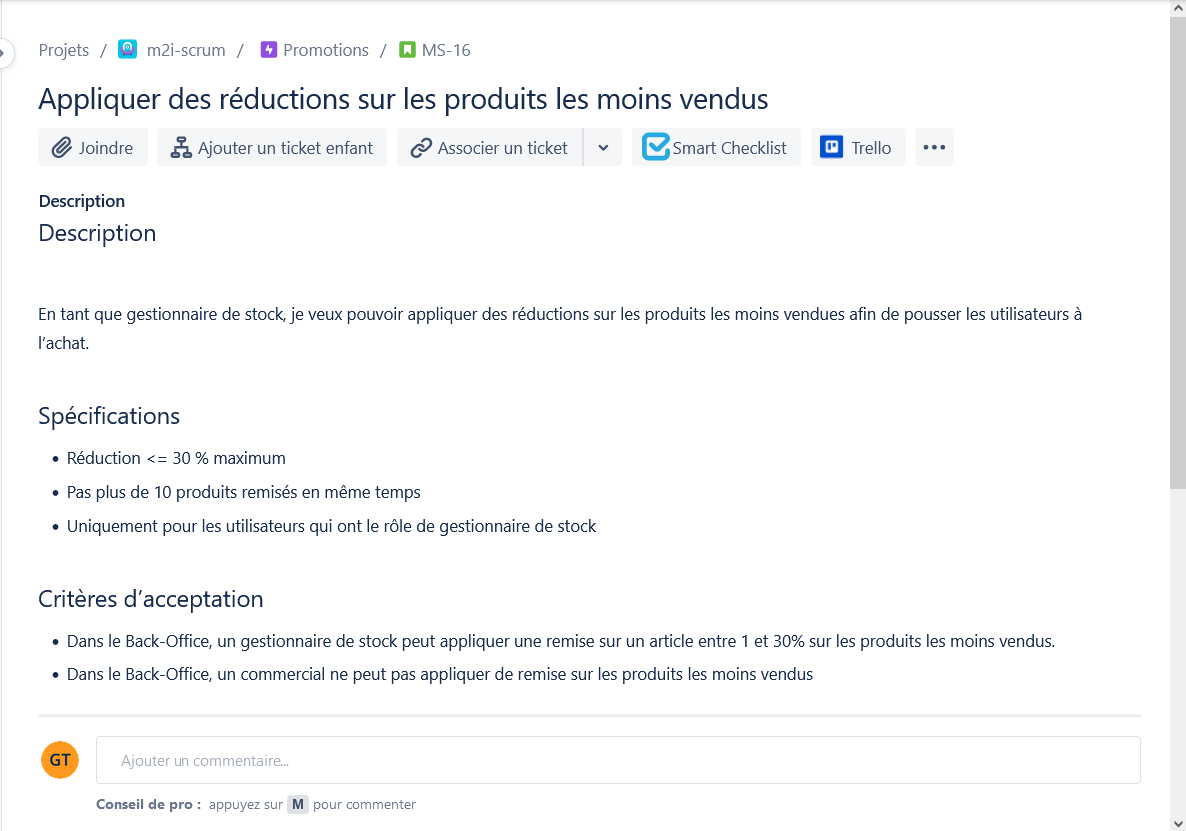 Projets / m2i-scrum / Promotions / MS-16
Appliquer des réductions sur les produits les moins vendus
Joindre Ajouter un ticket enfant Associer un ticket Smart Checklist Trello •••
Description
Description
En tant que gestionnaire de stock, je veux pouvoir appliquer des réductions sur les produits les moins vendues afin de pousser les utilisateurs à
l’achat.
Spécifications
• Réduction <= 30 % maximum
• Pas plus de 10 produits remisés en même temps
• Uniquement pour les utilisateurs qui ont le rôle de gestionnaire de stock
Critères d’acceptation
• Dans le Back-Office, un gestionnaire de stock peut appliquer une remise sur un article entre 1 et 30% sur les produits les moins vendus.
• Dans le Back-Office, un commercial ne peut pas appliquer de remise sur les produits les moins vendus
GT Ajouter un commentaire...
Conseil de pro : appuyez sur M pour commenter